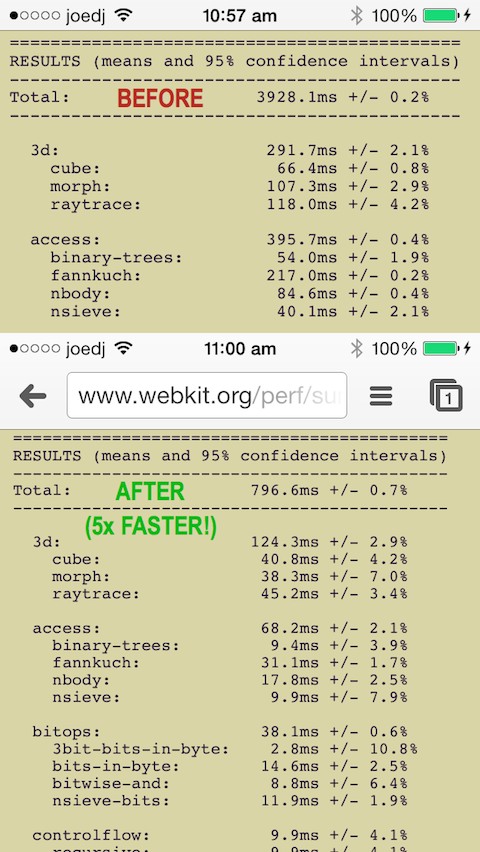 joedj 10:57 am 100%
==============================================
RESULTS (means and 95% confidence intervals)
----------------------------------------------
Total: BEFORE 3928.1ms +/- 0.2%
----------------------------------------------
3d: 291.7ms +/- 2.1%
cube: 66.4ms +/- 0.8%
morph: 107.3ms +/- 2.9%
raytrace: 118.0ms +/- 4.2%
access: 395.7ms +/- 0.4%
binary-trees: 54.0ms +/- 1.9%
fannkuch: 217.0ms +/- 0.2%
nbody: 84.6ms +/- 0.4%
nsieve: 40.1ms +/- 2.1%
joedj 11:00 am 100%
www.webkit.org/perf/su 1
==============================================
RESULTS (means and 95% confidence intervals)
----------------------------------------------
Total: AFTER 796.6ms +/- 0.7%
----------------------------------------------
(5x FASTER!)
3d: 124.3ms +/- 2.9%
cube: 40.8ms +/- 4.2%
morph: 38.3ms +/- 7.0%
raytrace: 45.2ms +/- 3.4%
access: 68.2ms +/- 2.1%
binary-trees: 9.4ms +/- 3.9%
fannkuch: 31.1ms +/- 1.7%
nbody: 17.8ms +/- 2.5%
nsieve: 9.9ms +/- 7.9%
bitops: 38.1ms +/- 0.6%
3bit-bits-in-byte: 2.8ms +/- 10.8%
bits-in-byte: 14.6ms +/- 2.5%
bitwise-and: 8.8ms +/- 6.4%
nsieve-bits: 11.9ms +/- 1.9%
controlflow: 9.9ms +/- 4.1%
recursive: 9.9ms +/- 4.1%